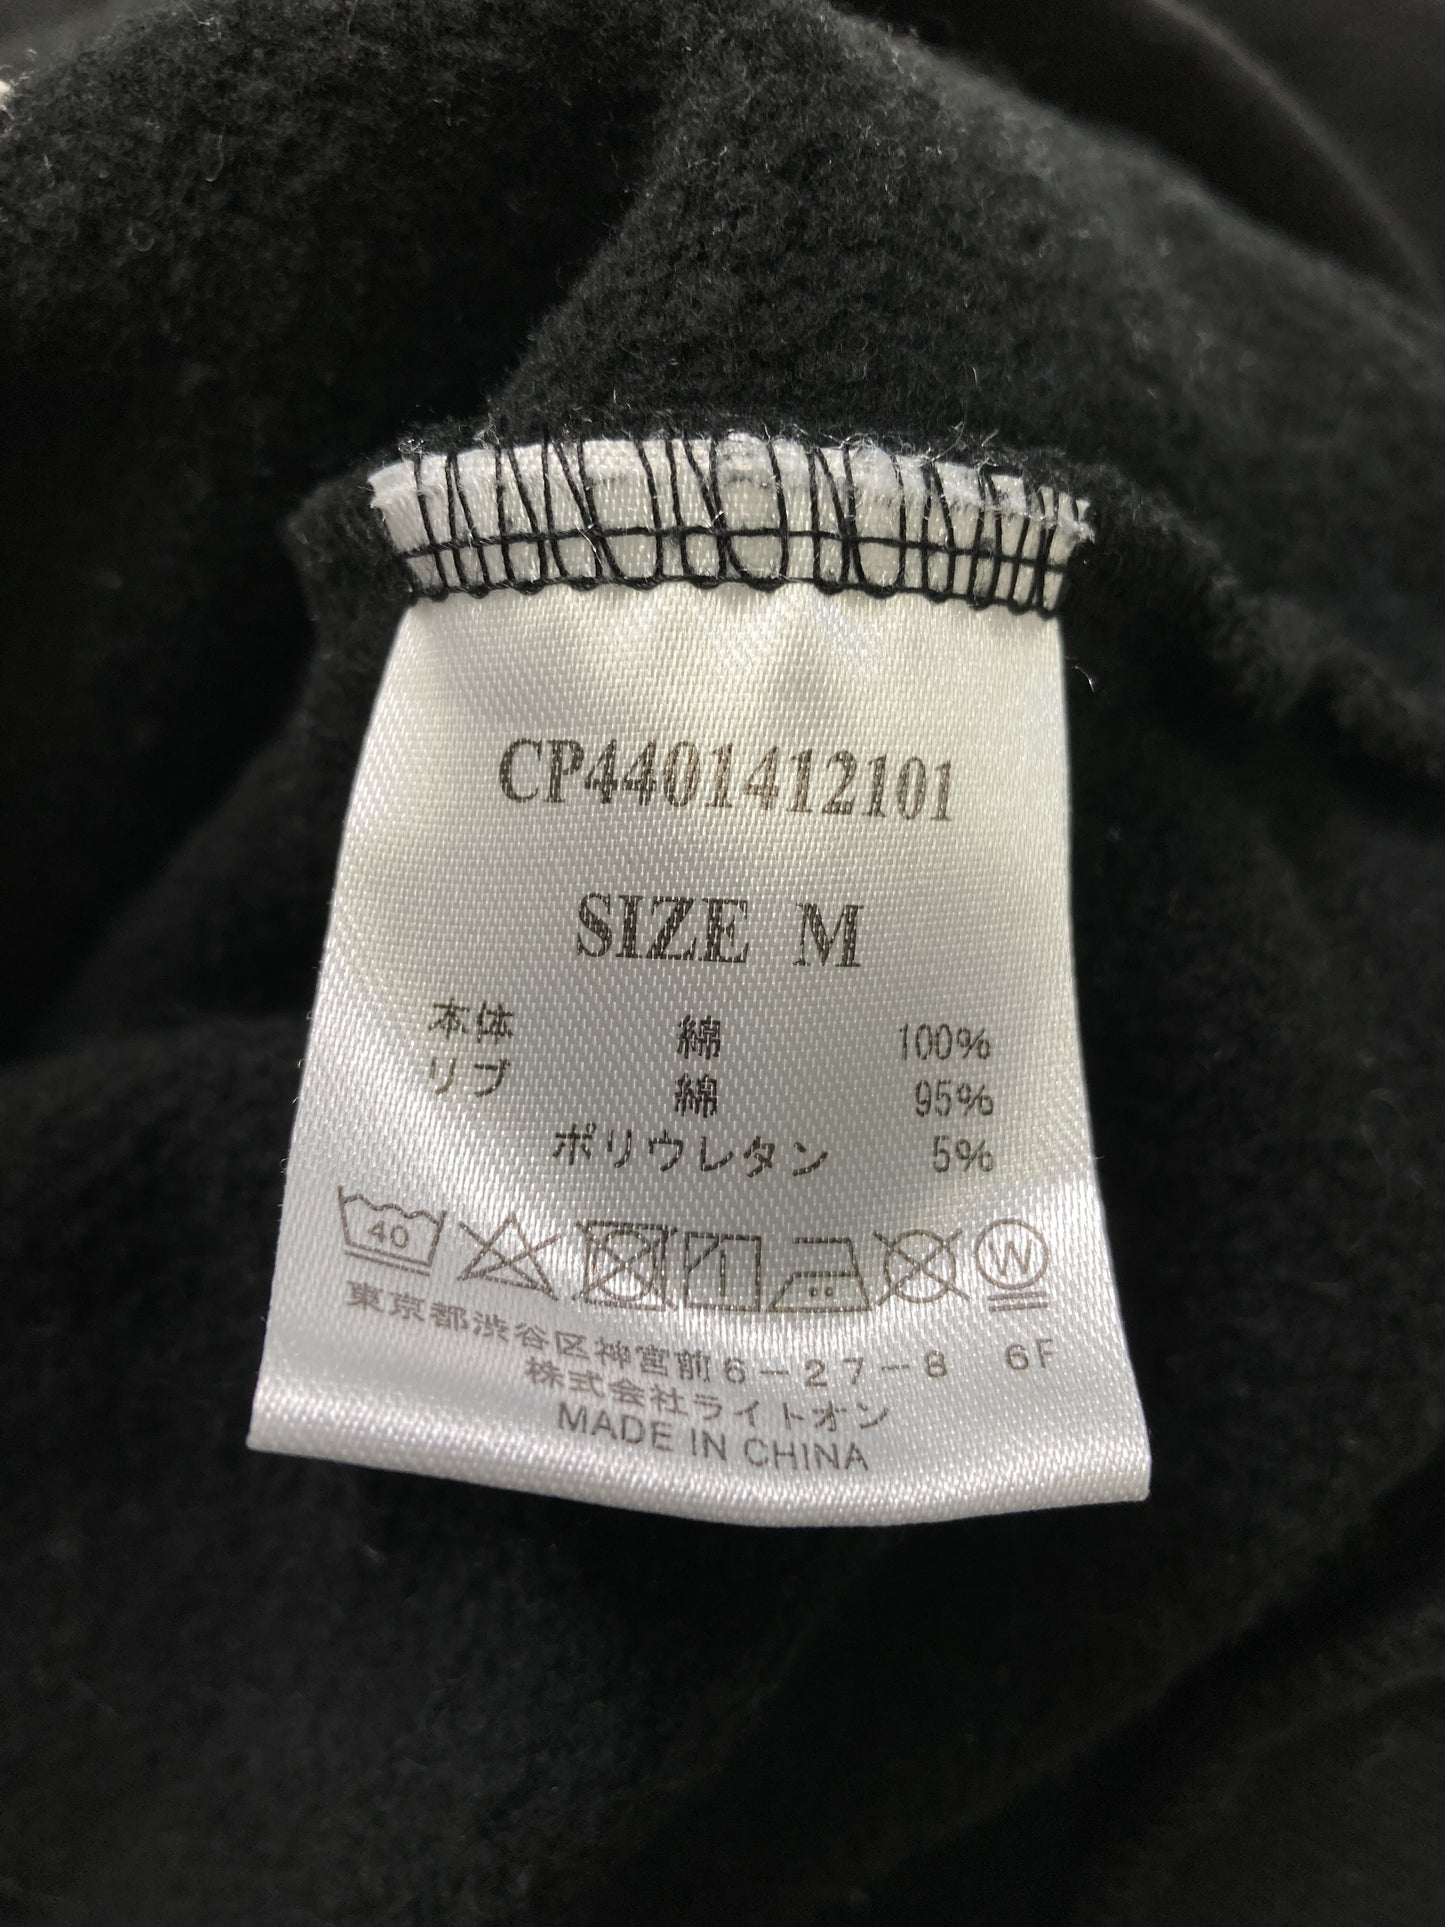 CP4401412101
SIZE M
本体 綿 100%
リブ 綿 95%
ポリウレタン 5%
40 W
東京都渋谷区神宮前6－27－8 6F
株式会社ライトオン
MADE IN CHINA